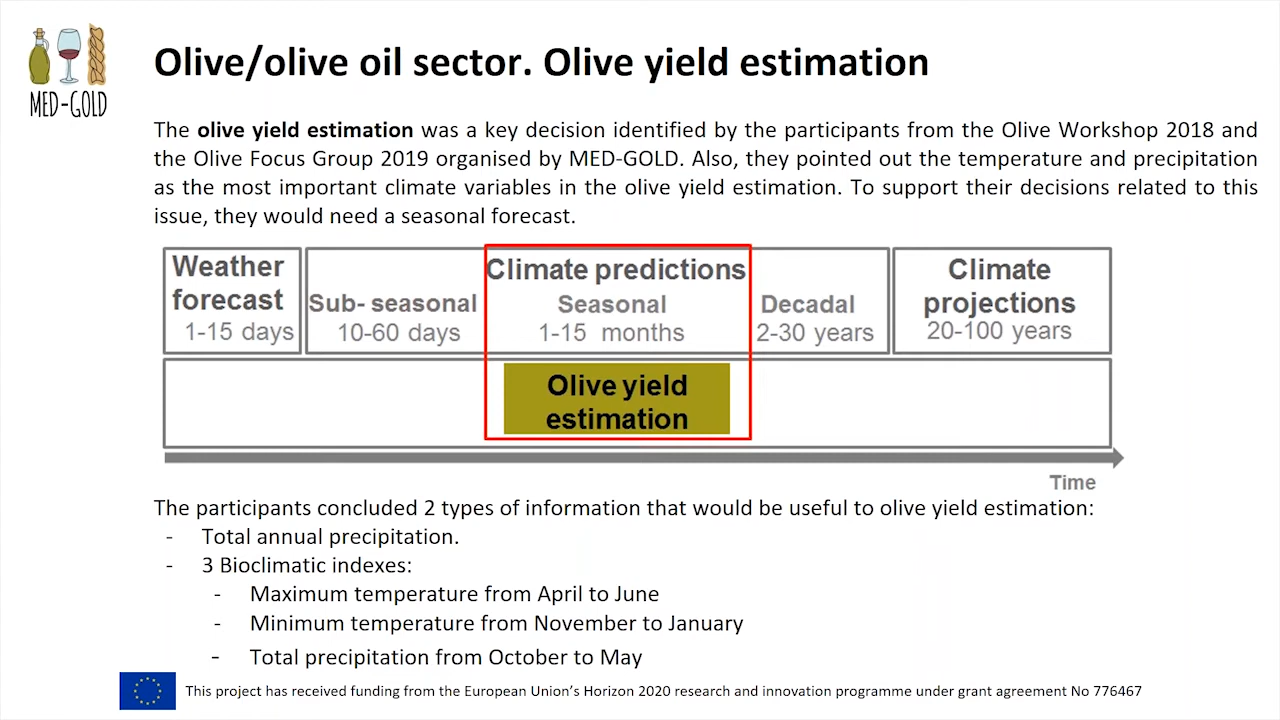 MED-GOLD
Olive/olive oil sector. Olive yield estimation
The olive yield estimation was a key decision identified by the participants from the Olive Workshop 2018 and
the Olive Focus Group 2019 organised by MED-GOLD. Also, they pointed out the temperature and precipitation
as the most important climate variables in the olive yield estimation. To support their decisions related to this
issue, they would need a seasonal forecast.
Weather
forecast
1-15 days
Sub- seasonal
10-60 days
Climate predictions
Seasonal
1-15 months
Decadal
2-30 years
Climate
projections
20-100 years
Olive yield
estimation
Time
The participants concluded 2 types of information that would be useful to olive yield estimation:
- Total annual precipitation.
- 3 Bioclimatic indexes:
- Maximum temperature from April to June
- Minimum temperature from November to January
- Total precipitation from October to May
This project has received funding from the European Union’s Horizon 2020 research and innovation programme under grant agreement No 776467